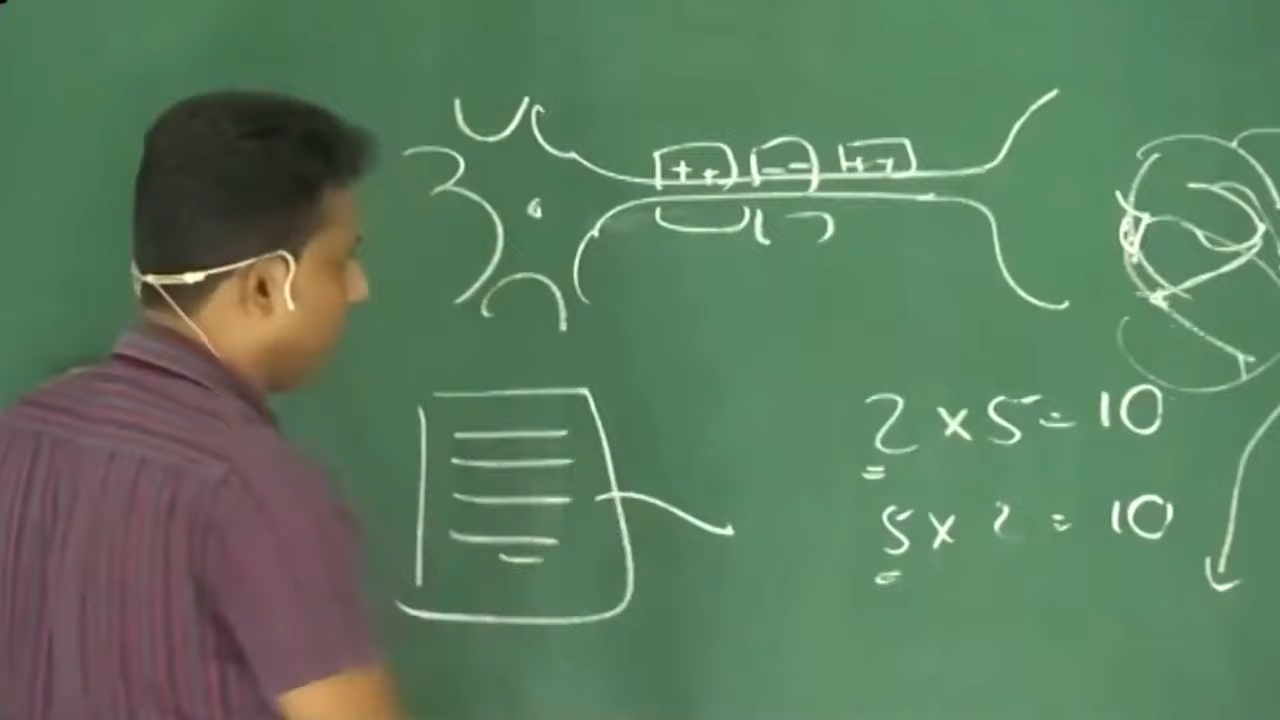 ++ -- ++
2 × 5 = 10
5 × 2 = 10